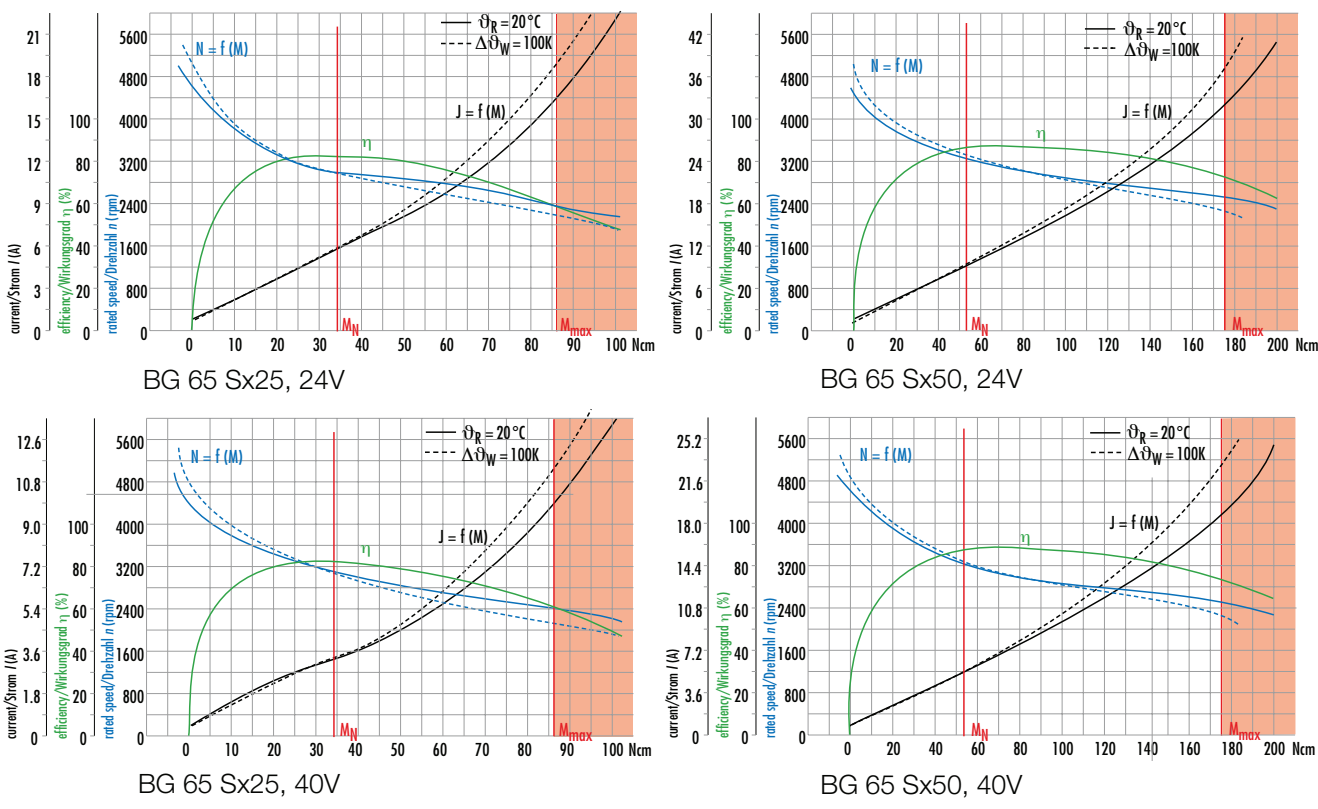 ϑR = 20°C
ΔϑW = 100K
N = f (M)
J = f (M)
η
21
18
15
12
9
6
3
0
current/Strom I (A)
100
80
60
40
20
0
efficiency/Wirkungsgrad η (%)
5600
4800
4000
3200
2400
1600
800
0
rated speed/Drehzahl n (rpm)
MN
Mmax
0 10 20 30 40 50 60 70 80 90 100 Ncm
BG 65 Sx25, 24V
ϑR = 20°C
ΔϑW = 100K
N = f (M)
J = f (M)
η
42
36
30
24
18
12
6
0
current/Strom I (A)
100
80
60
40
20
0
efficiency/Wirkungsgrad η (%)
5600
4800
4000
3200
2400
1600
800
0
rated speed/Drehzahl n (rpm)
MN
Mmax
0 20 40 60 80 100 120 140 160 180 200 Ncm
BG 65 Sx50, 24V
ϑR = 20°C
ΔϑW = 100K
N = f (M)
J = f (M)
η
12.6
10.8
9.0
7.2
5.4
3.6
1.8
0
current/Strom I (A)
100
80
60
40
20
0
efficiency/Wirkungsgrad η (%)
5600
4800
4000
3200
2400
1600
800
0
rated speed/Drehzahl n (rpm)
MN
Mmax
0 10 20 30 40 50 60 70 80 90 100 Ncm
BG 65 Sx25, 40V
ϑR = 20°C
ΔϑW = 100K
N = f (M)
J = f (M)
η
25.2
21.6
18.0
14.4
10.8
7.2
3.6
0
current/Strom I (A)
100
80
60
40
20
0
efficiency/Wirkungsgrad η (%)
5600
4800
4000
3200
2400
1600
800
0
rated speed/Drehzahl n (rpm)
MN
Mmax
0 20 40 60 80 100 120 140 160 180 200 Ncm
BG 65 Sx50, 40V